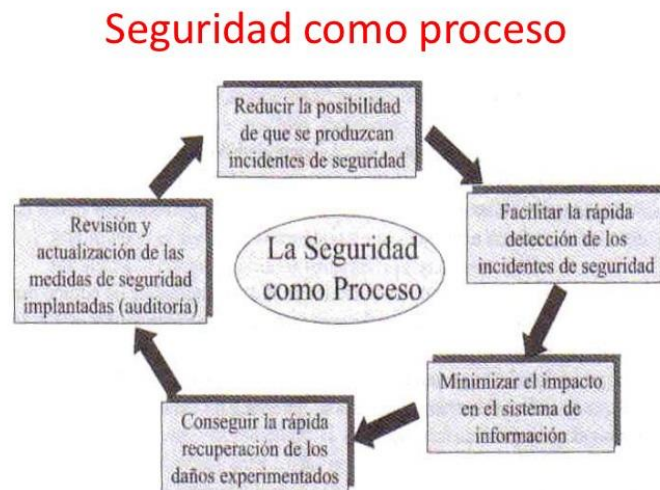 Seguridad como proceso
Reducir la posibilidad
de que se produzcan
incidentes de seguridad
Facilitar la rápida
detección de los
incidentes de seguridad
Minimizar el impacto
en el sistema de
información
Conseguir la rápida
recuperación de los
daños experimentados
Revisión y
actualización de las
medidas de seguridad
implantadas (auditoría)
La Seguridad
como Proceso